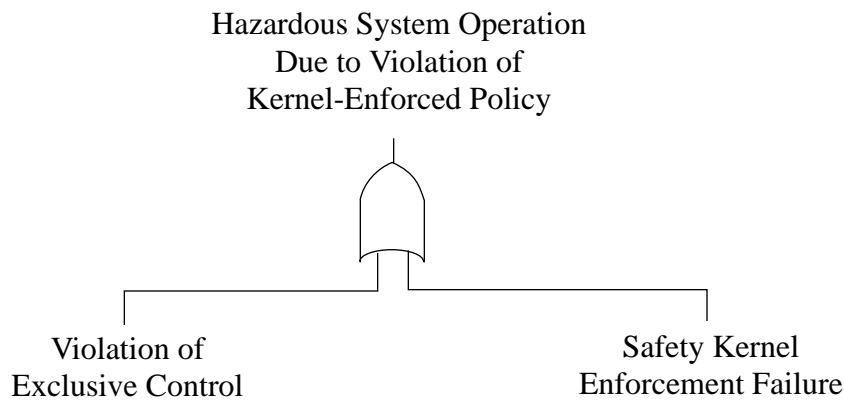 Hazardous System Operation
Due to Violation of
Kernel-Enforced Policy
Violation of
Exclusive Control
Safety Kernel
Enforcement Failure